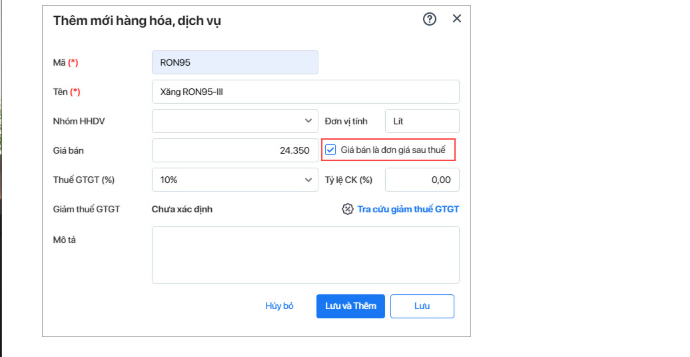 Thêm mới hàng hóa, dịch vụ
Mã (*) RON95
Tên (*) Xăng RON95-III
Nhóm HHDV Đơn vị tính Lít
Giá bán 24.350 Giá bán là đơn giá sau thuế
Thuế GTGT (%) 10% Tỷ lệ CK (%) 0,00
Giảm thuế GTGT Chưa xác định Tra cứu giảm thuế GTGT
Mô tả
Hủy bỏ Lưu và Thêm Lưu